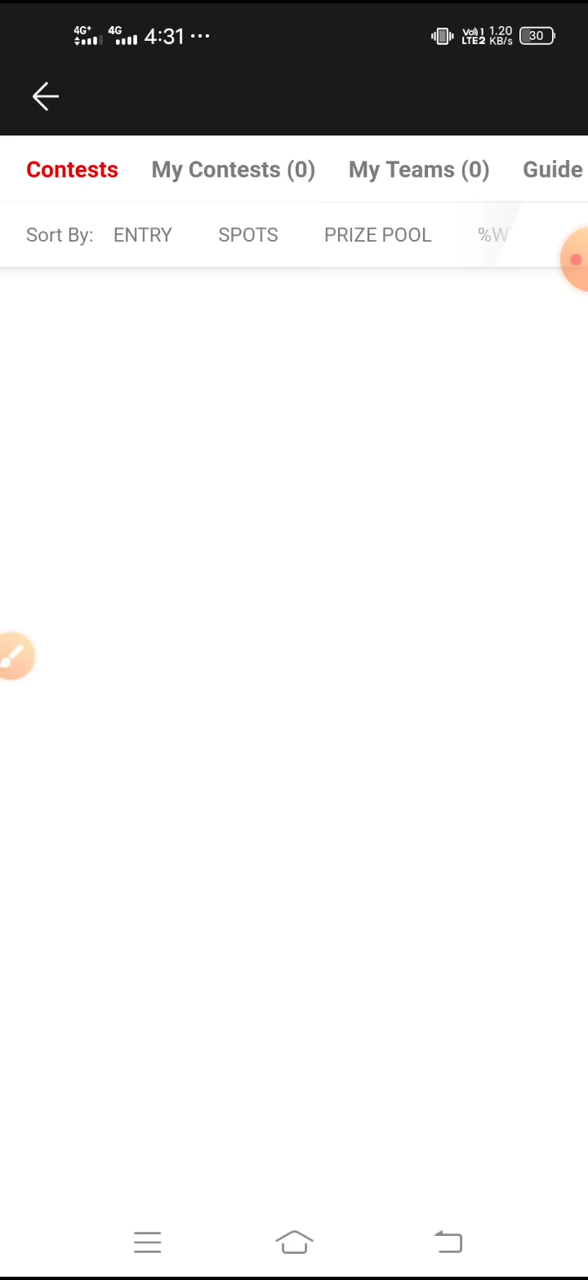 4G+ 4G 4:31 ··· Vo) 1 LTE2 1.20 KB/s 30
Contests My Contests (0) My Teams (0) Guide
Sort By: ENTRY SPOTS PRIZE POOL %W